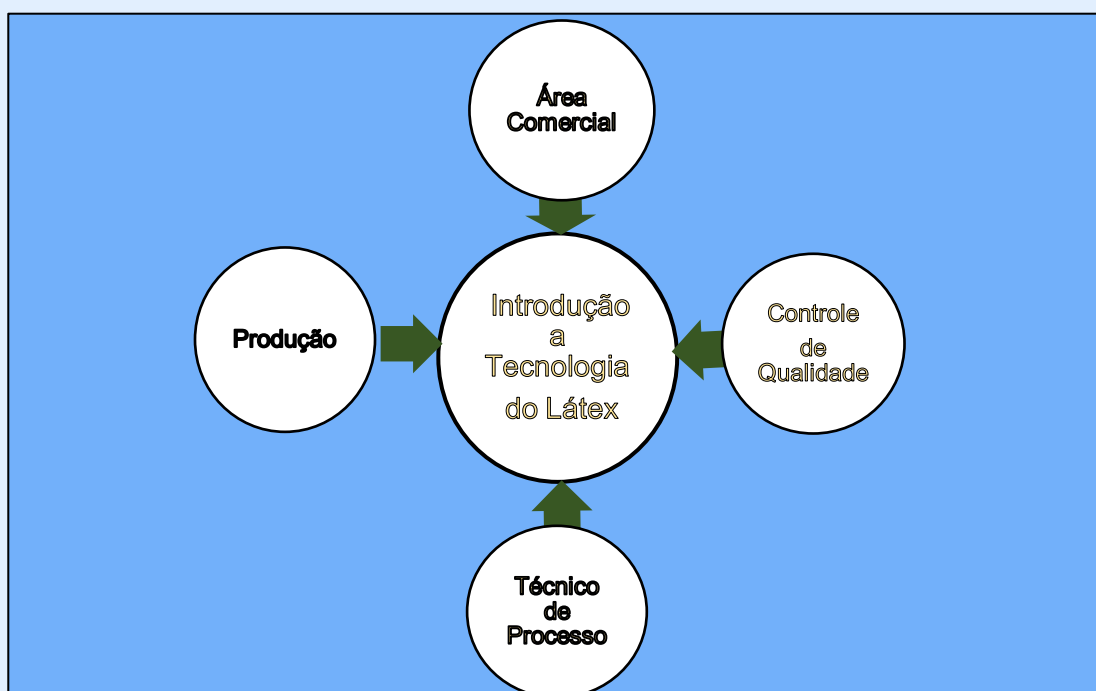 Área
Comercial
Produção
Introdução
a
Tecnologia
do Látex
Controle
de
Qualidade
Técnico
de
Processo